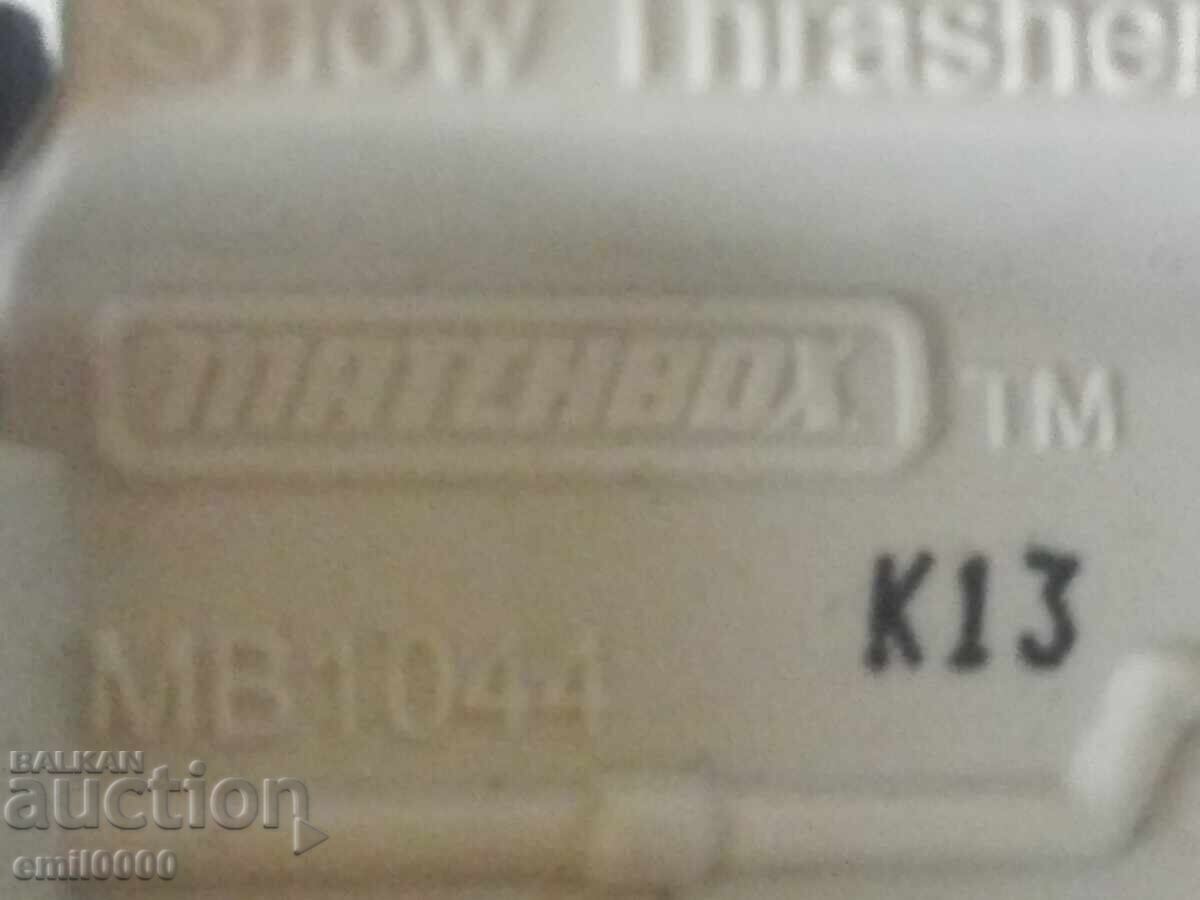 Snow Thrasher
MATCHBOX TM
K13
MB1044
BALKAN
auction
emil0000